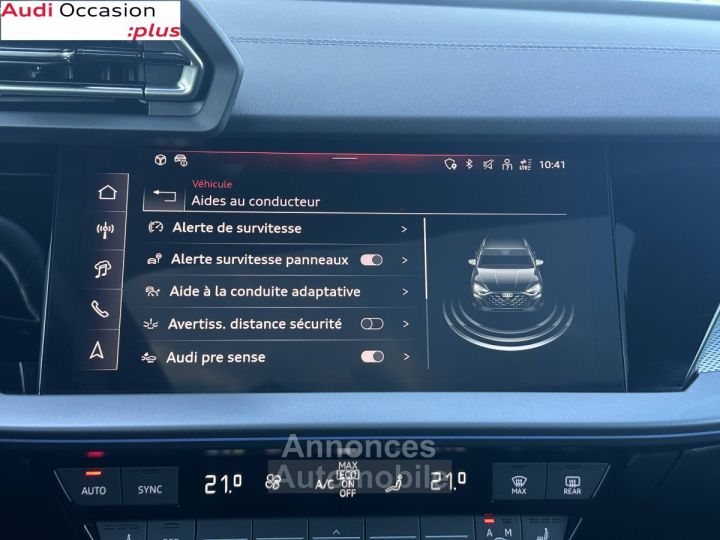 Audi Occasion
:plus
10:41
Véhicule
Aides au conducteur
Alerte de survitesse >
Alerte survitesse panneaux >
Aide à la conduite adaptative >
Avertiss. distance sécurité >
Audi pre sense >
Annonces
Automobile
AUTO
SYNC
21.0
A/C
MAX
ECO
ON
OFF
21.0
MAX
REAR
A M